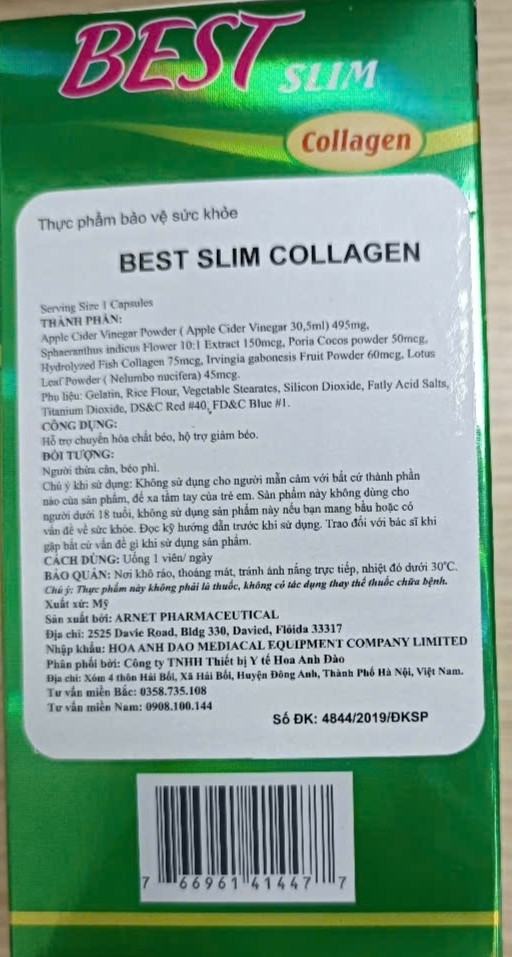 BEST SLIM
Collagen
Thực phẩm bảo vệ sức khỏe
BEST SLIM COLLAGEN
Serving Size 1 Capsules
THÀNH PHẦN:
Apple Cider Vinegar Powder ( Apple Cider Vinegar 30,5ml) 495mg,
Sphaeranthus indicus Flower 10:1 Extract 150mcg, Poria Cocos powder 50mcg,
Hydrolyzed Fish Collagen 75mcg, Irvingia gabonesis Fruit Powder 60mcg, Lotus
Leaf Powder ( Nelumbo nucifera) 45mcg.
Phụ liệu: Gelatin, Rice Flour, Vegetable Stearates, Silicon Dioxide, Fatly Acid Salts,
Titanium Dioxide, DS&C Red #40, FD&C Blue #1.
CÔNG DỤNG:
Hỗ trợ chuyển hóa chất béo, hộ trợ giảm béo.
ĐỐI TƯỢNG:
Người thừa cân, béo phì.
Chú ý khi sử dụng: Không sử dụng cho người mẫn cảm với bất cứ thành phần
nào của sản phẩm, để xa tầm tay của trẻ em. Sản phẩm này không dùng cho
người dưới 18 tuổi, không sử dụng sản phẩm này nếu bạn mang bầu hoặc có
vấn đề về sức khỏe. Đọc kỹ hướng dẫn trước khi sử dụng. Trao đổi với bác sĩ khi
gặp bất cứ vấn đề gì khi sử dụng sản phẩm.
CÁCH DÙNG: Uống 1 viên/ ngày
BẢO QUẢN: Nơi khô ráo, thoáng mát, tránh ánh nắng trực tiếp, nhiệt đô dưới 30°C.
Chú ý: Thực phẩm này không phải là thuốc, không có tác dụng thay thế thuốc chữa bệnh.
Xuất xứ: Mỹ
Sản xuất bởi: ARNET PHARMACEUTICAL
Địa chỉ: 2525 Davie Road, Bldg 330, Davied, Flôida 33317
Nhập khẩu: HOA ANH DAO MEDIACAL EQUIPMENT COMPANY LIMITED
Phân phối bởi: Công ty TNHH Thiết bị Y tế Hoa Anh Đào
Địa chỉ: Xóm 4 thôn Hải Bối, Xã Hải Bối, Huyện Đông Anh, Thành Phố Hà Nội, Việt Nam.
Tư vấn miền Bắc: 0358.735.108
Tư vấn miền Nam: 0908.100.144
Số ĐK: 4844/2019/ĐKSP
7 66961 41447 7